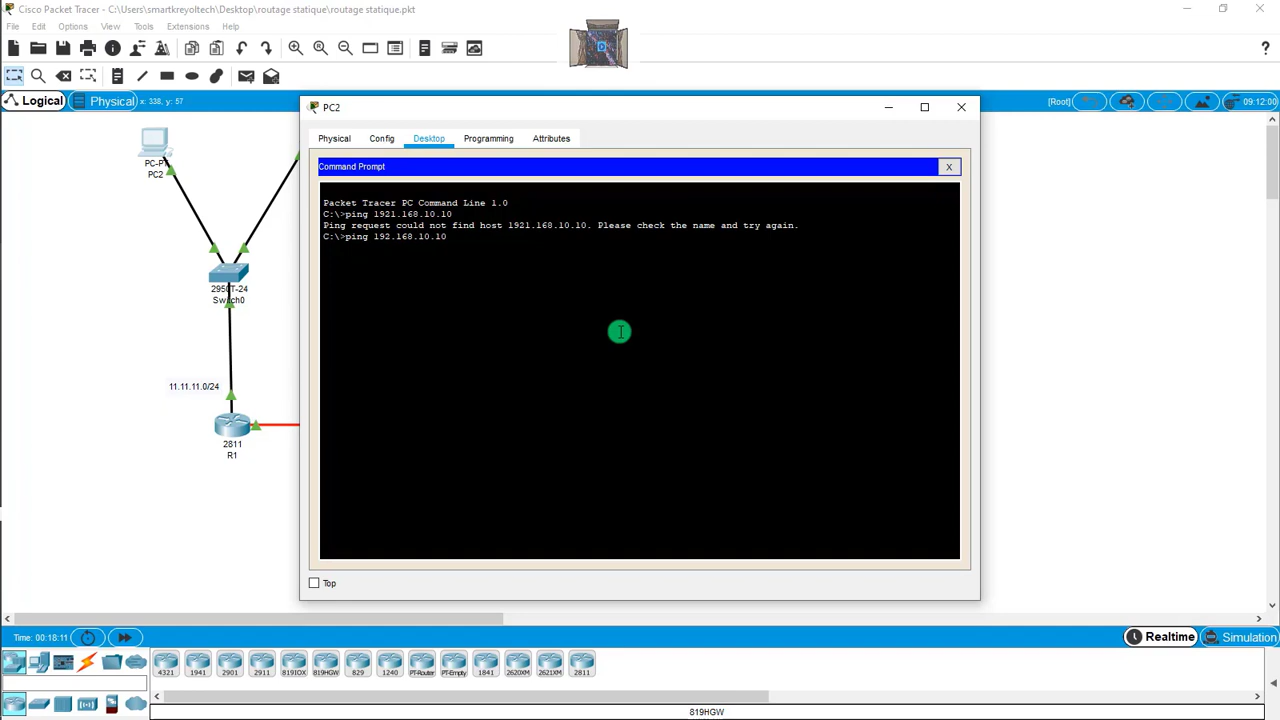 Cisco Packet Tracer - C:\Users\smartkreyoltech\Desktop\routage statique\routage statique.pkt
File Edit Options View Tools Extensions Help
Logical Physical x: 338, y: 57 [Root] 09:12:00
PC2
Physical Config Desktop Programming Attributes
Command Prompt X
Packet Tracer PC Command Line 1.0
C:\>ping 1921.168.10.10
Ping request could not find host 1921.168.10.10. Please check the name and try again.
C:\>ping 192.168.10.10
Top
PC-PT
PC2
2950T-24
Switch0
11.11.11.0/24
2811
R1
Time: 00:18:11 Realtime Simulation
4321 1941 2901 2911 819IOX 819HGW 829 1240 PT-Router PT-Empty 1841 2620XM 2621XM 2811
819HGW